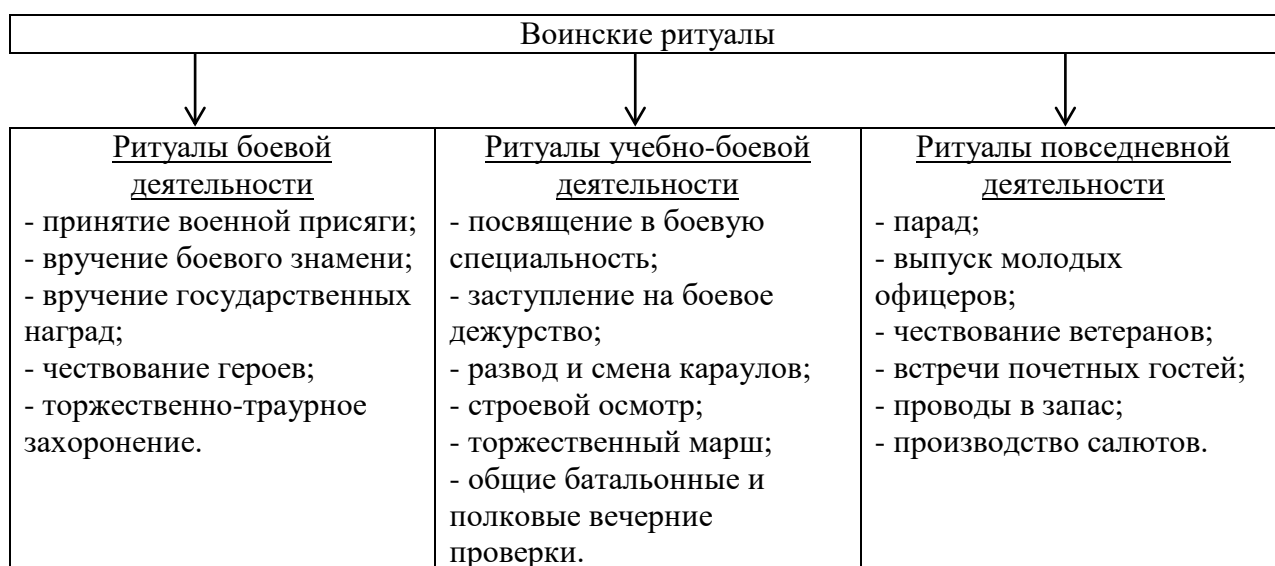 Воинские ритуалы
Ритуалы боевой
деятельности
- принятие военной присяги;
- вручение боевого знамени;
- вручение государственных
наград;
- чествование героев;
- торжественно-траурное
захоронение.
Ритуалы учебно-боевой
деятельности
- посвящение в боевую
специальность;
- заступление на боевое
дежурство;
- развод и смена караулов;
- строевой осмотр;
- торжественный марш;
- общие батальонные и
полковые вечерние
проверки.
Ритуалы повседневной
деятельности
- парад;
- выпуск молодых
офицеров;
- чествование ветеранов;
- встречи почетных гостей;
- проводы в запас;
- производство салютов.